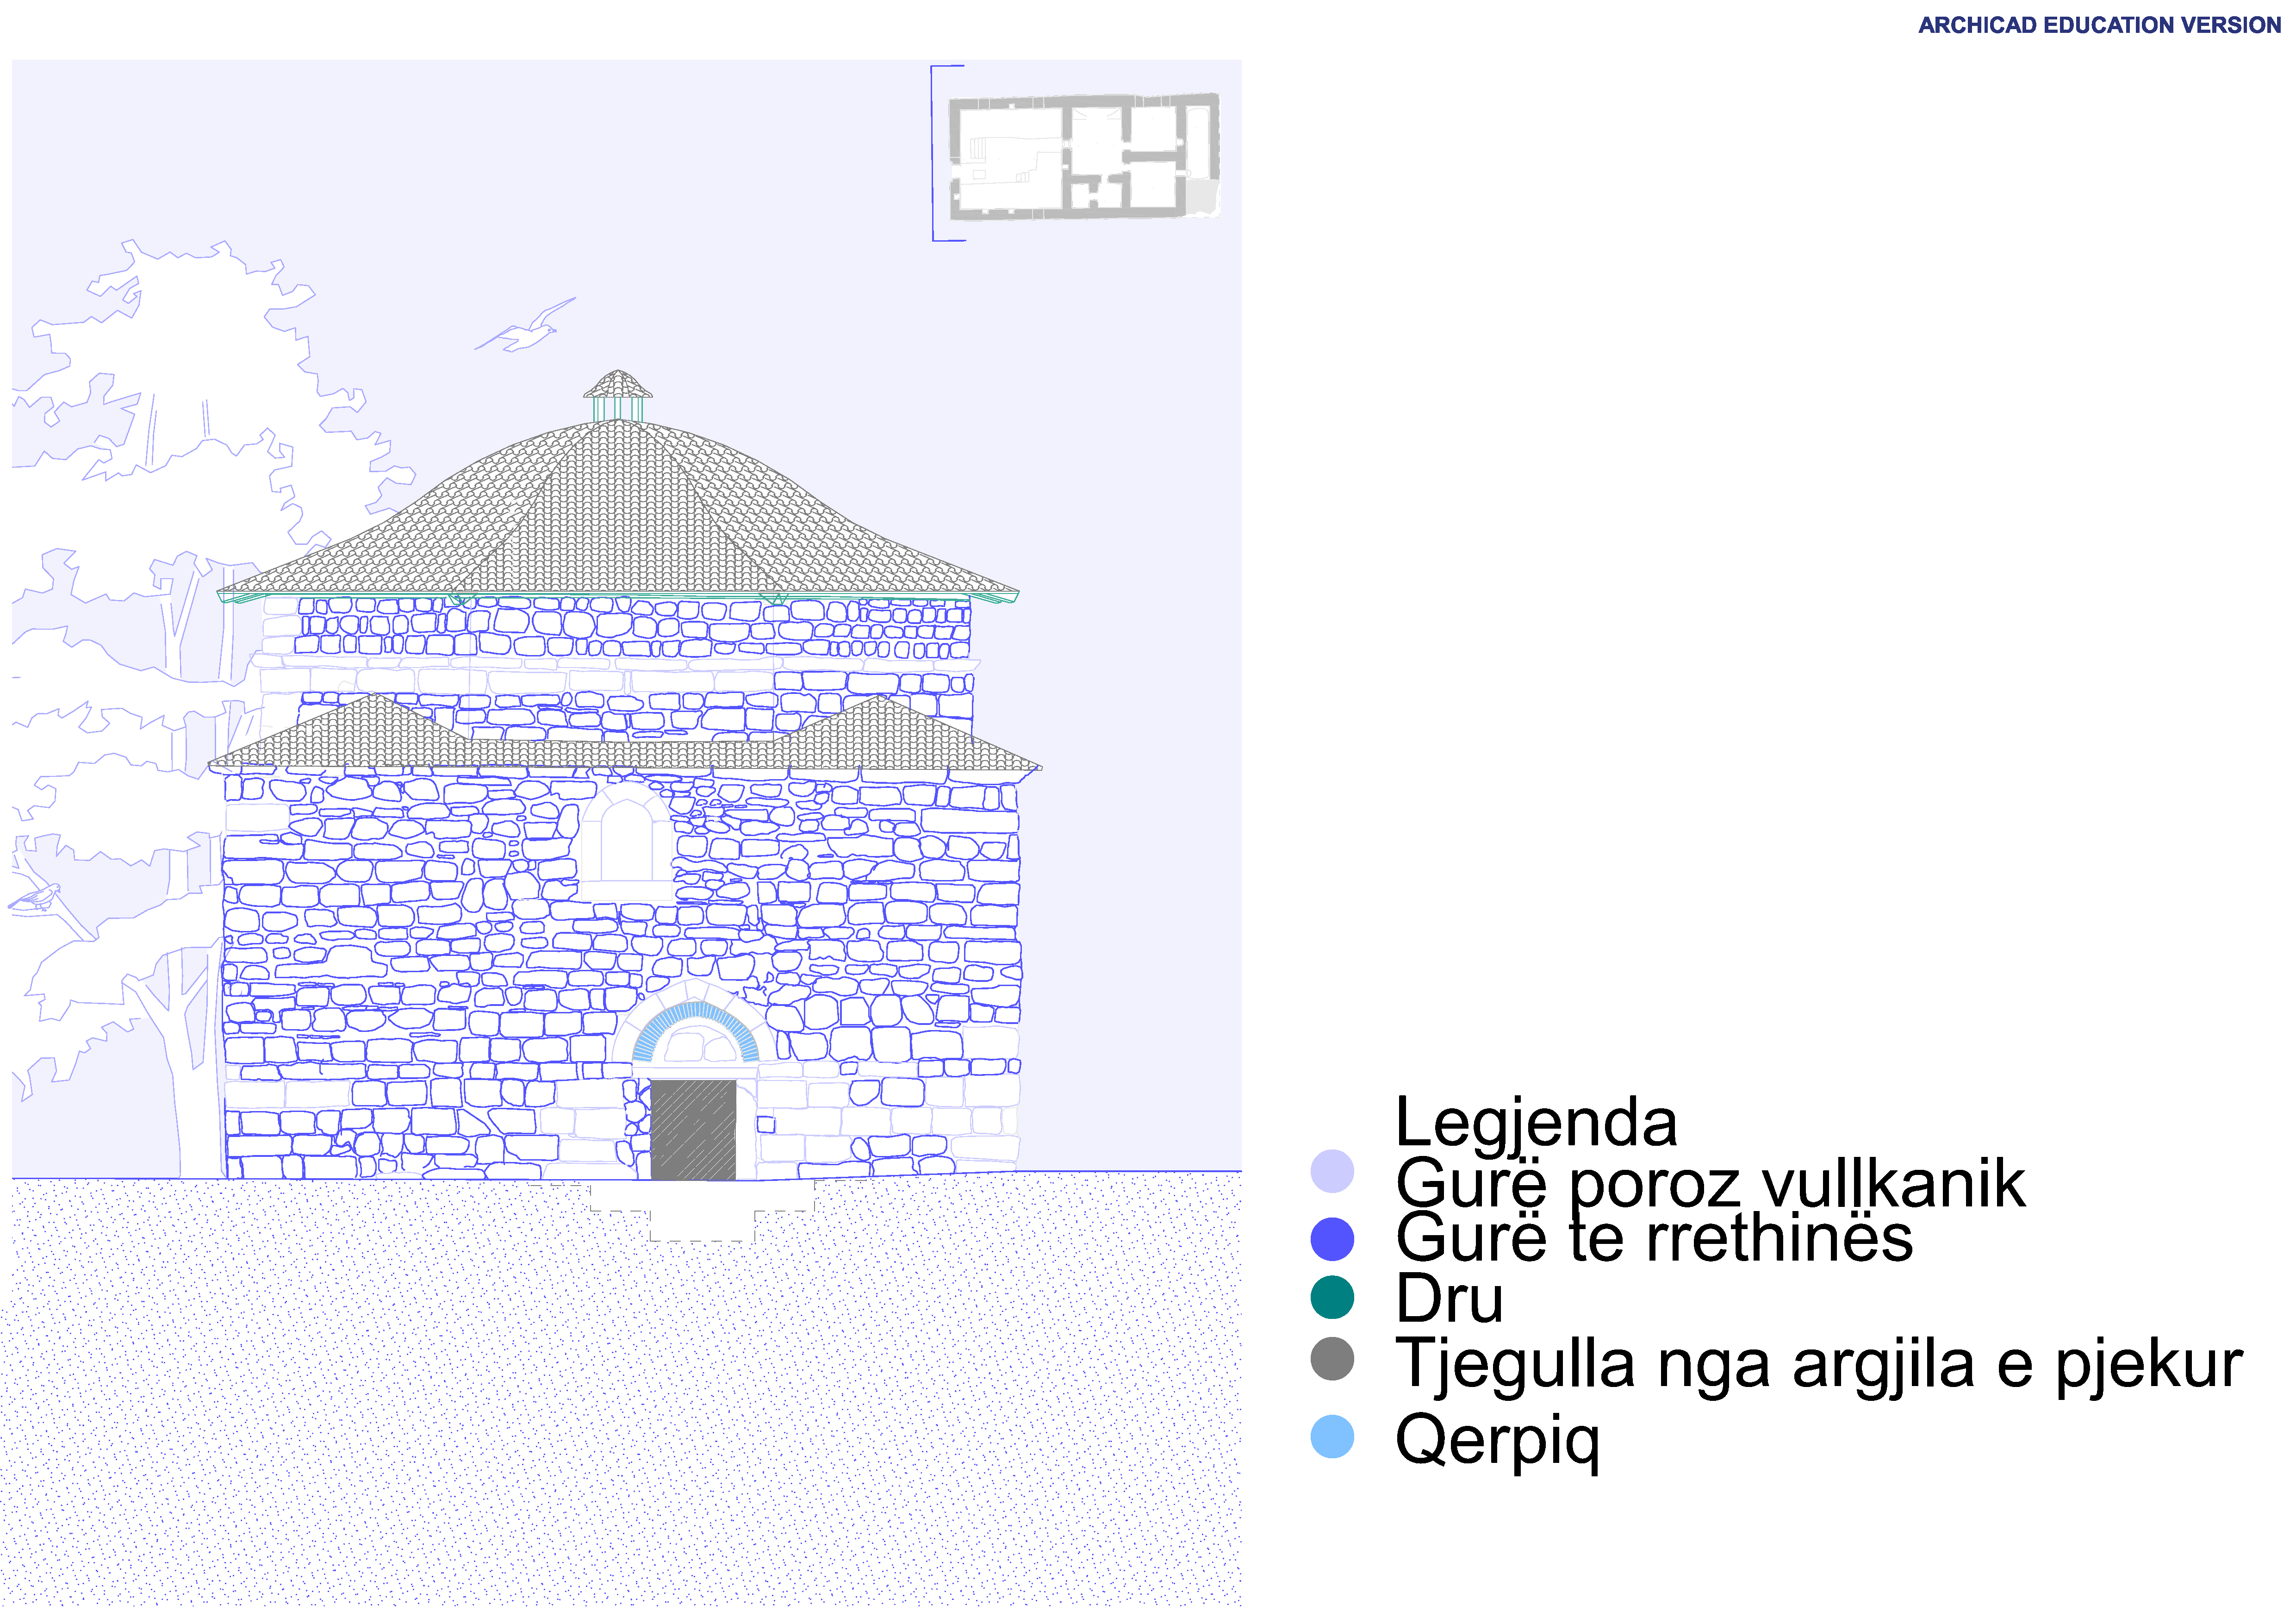 ARCHICAD EDUCATION VERSION
Legjenda
Gurë poroz vullkanik
Gurë te rrethinës
Dru
Tjegulla nga argjila e pjekur
Qerpiq